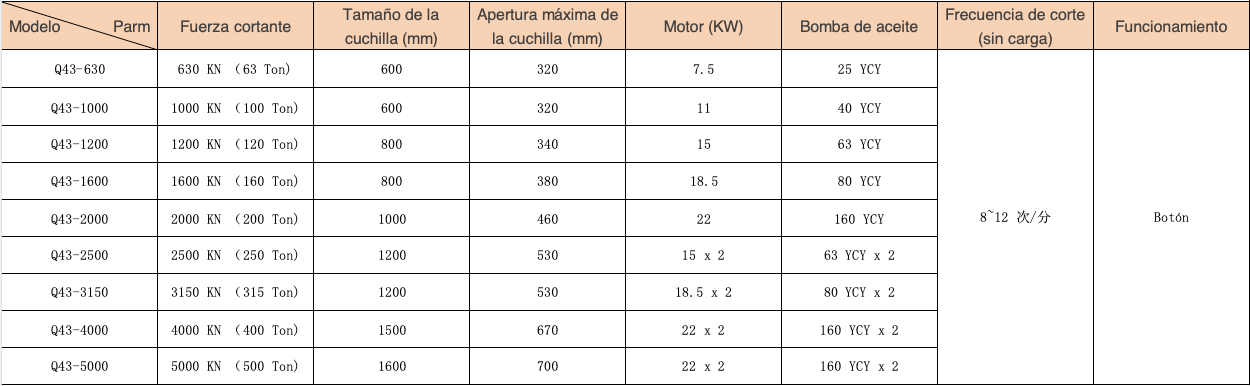 Modelo Parm Fuerza cortante Tamaño de la cuchilla (mm) Apertura máxima de la cuchilla (mm) Motor (KW) Bomba de aceite Frecuencia de corte (sin carga) Funcionamiento
Q43-630 630 KN （63 Ton) 600 320 7.5 25 YCY
Q43-1000 1000 KN （100 Ton) 600 320 11 40 YCY
Q43-1200 1200 KN （120 Ton) 800 340 15 63 YCY
Q43-1600 1600 KN （160 Ton) 800 380 18.5 80 YCY
Q43-2000 2000 KN （200 Ton) 1000 460 22 160 YCY 8~12 次/分 Botón
Q43-2500 2500 KN （250 Ton) 1200 530 15 x 2 63 YCY x 2
Q43-3150 3150 KN （315 Ton) 1200 530 18.5 x 2 80 YCY x 2
Q43-4000 4000 KN （400 Ton) 1500 670 22 x 2 160 YCY x 2
Q43-5000 5000 KN （500 Ton) 1600 700 22 x 2 160 YCY x 2